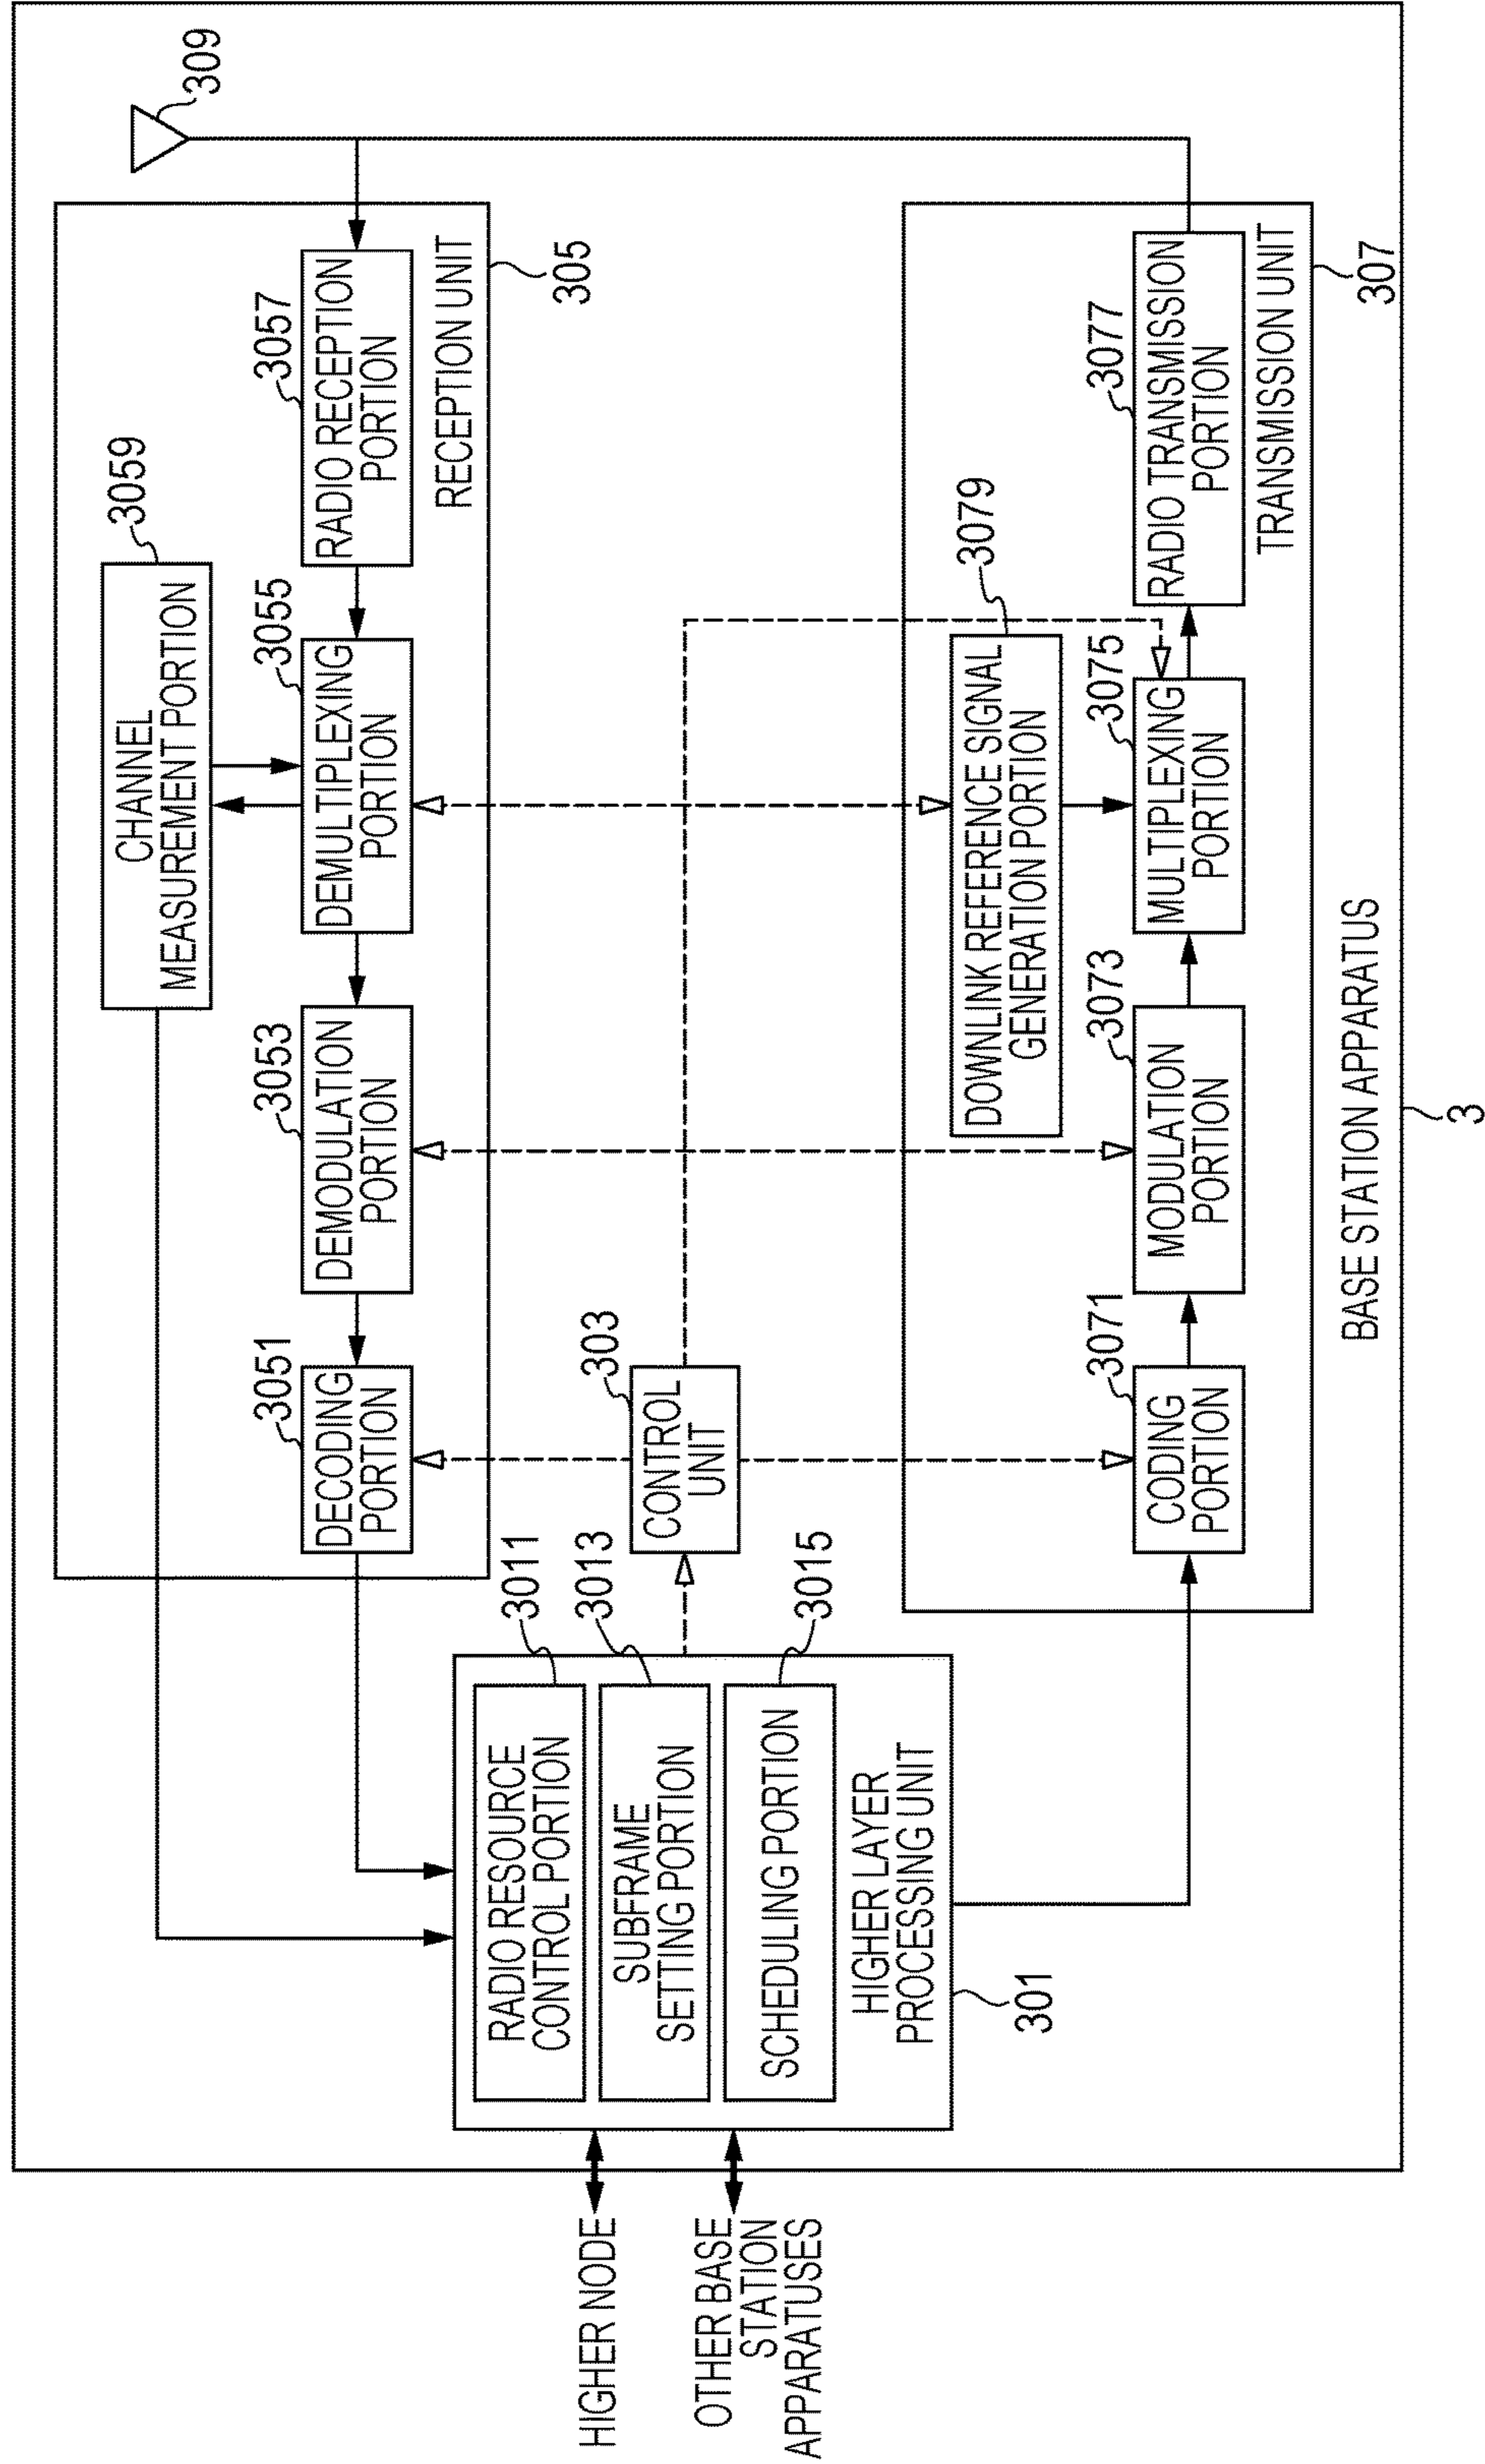 309
3059
CHANNEL
MEASUREMENT PORTION
3051
DECODING
PORTION
3053
DEMODULATION
PORTION
3055
DEMULTIPLEXING
PORTION
3057
RADIO RECEPTION
PORTION
RECEPTION UNIT
305
HIGHER NODE
OTHER BASE
STATION
APPARATUSES
3011
RADIO RESOURCE
CONTROL PORTION
3013
SUBFRAME
SETTING PORTION
3015
SCHEDULING PORTION
HIGHER LAYER
PROCESSING UNIT
301
303
CONTROL
UNIT
3079
DOWNLINK REFERENCE SIGNAL
GENERATION PORTION
3071
CODING
PORTION
3073
MODULATION
PORTION
3075
MULTIPLEXING
PORTION
3077
RADIO TRANSMISSION
PORTION
TRANSMISSION UNIT
307
BASE STATION APPARATUS
3